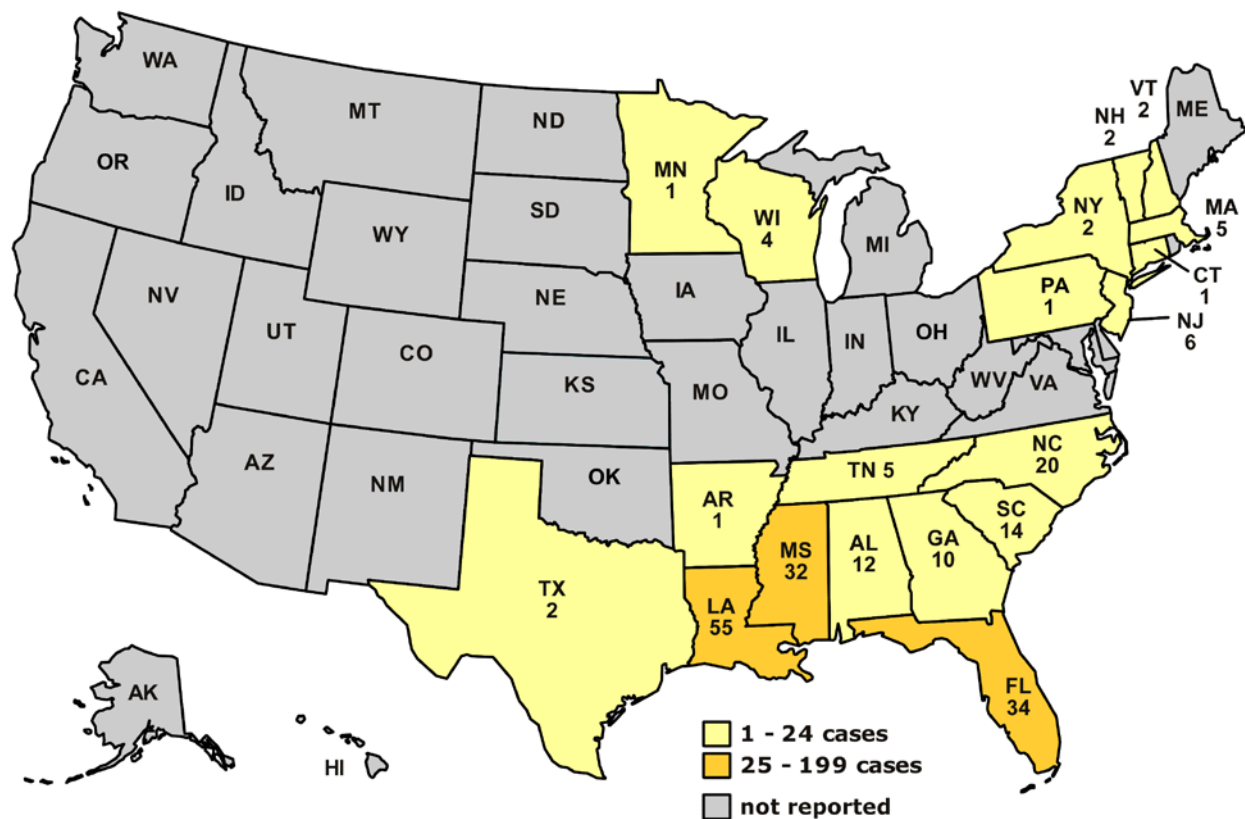 WA
MT
ND
OR
ID
SD
WY
MN
1
WI
4
MI
NH
2
VT
2
ME
NY
2
MA
5
CT
1
PA
1
NJ
6
NV
UT
CA
NE
IA
CO
KS
MO
IL
IN
OH
WV
VA
KY
AZ
NM
OK
AR
1
TN 5
NC
20
SC
14
TX
2
LA
55
MS
32
AL
12
GA
10
FL
34
AK
HI
1 - 24 cases
25 - 199 cases
not reported